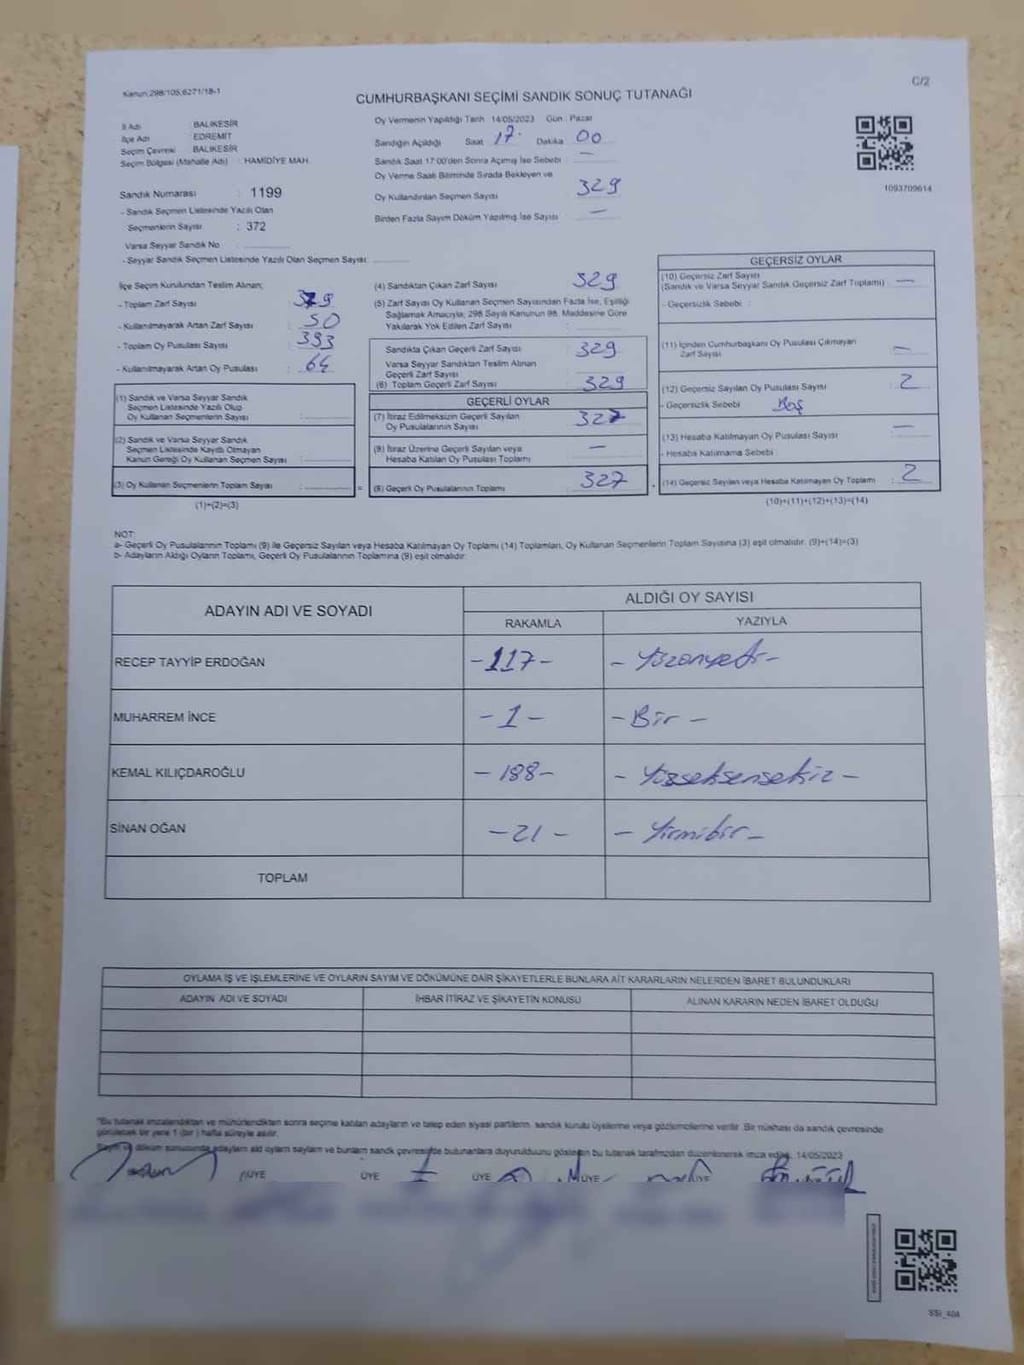 Kanun:298/105,6271/18-1
C/2
CUMHURBAŞKANI SEÇİMİ SANDIK SONUÇ TUTANAĞI
İl Adı : BALIKESİR
İlçe Adı : EDREMİT
Seçim Çevresi : BALIKESİR
Seçim Bölgesi (Mahalle Adı) : HAMİDİYE MAH.
Sandık Numarası : 1199
- Sandık Seçmen Listesinde Yazılı Olan
Seçmenlerin Sayısı : 372
Varsa Seyyar Sandık No :
- Seyyar Sandık Seçmen Listesinde Yazılı Olan Seçmen Sayısı:
Oy Vermenin Yapıldığı Tarih 14/05/2023 Gün : Pazar
Sandığın Açıldığı Saat 17 Dakika 00
Sandık Saat 17:00'den Sonra Açılmış İse Sebebi : —
Oy Verme Saati Bitiminde Sırada Bekleyen ve
Oy Kullandırılan Seçmen Sayısı 329
Birden Fazla Sayım Döküm Yapılmış İse Sayısı —
1093709614
İlçe Seçim Kurulundan Teslim Alınan;
- Toplam Zarf Sayısı : 379
- Kullanılmayarak Artan Zarf Sayısı : 50
- Toplam Oy Pusulası Sayısı : 393
- Kullanılmayarak Artan Oy Pusulası : 64
(1) Sandık ve Varsa Seyyar Sandık
Seçmen Listesinde Yazılı Olup
Oy Kullanan Seçmenlerin Sayısı :
(2) Sandık ve Varsa Seyyar Sandık
Seçmen Listesinde Kayıtlı Olmayan
Kanun Gereği Oy Kullanan Seçmen Sayısı :
(3) Oy Kullanan Seçmenlerin Toplam Sayısı :
(1)+(2)=(3)
(4) Sandıktan Çıkan Zarf Sayısı : 329
(5) Zarf Sayısı Oy Kullanan Seçmen Sayısından Fazla İse, Eşitliği
Sağlamak Amacıyla, 298 Sayılı Kanunun 98. Maddesine Göre
Yakılarak Yok Edilen Zarf Sayısı :
Sandıkta Çıkan Geçerli Zarf Sayısı : 329
Varsa Seyyar Sandıktan Teslim Alınan
Geçerli Zarf Sayısı :
(6) Toplam Geçerli Zarf Sayısı : 329
GEÇERLİ OYLAR
(7) İtiraz Edilmeksizin Geçerli Sayılan
Oy Pusulalarının Sayısı : 327
(8) İtiraz Üzerine Geçerli Sayılan veya
Hesaba Katılan Oy Pusulası Toplamı : —
(9) Geçerli Oy Pusulalarının Toplamı : 327
GEÇERSİZ OYLAR
(10) Geçersiz Zarf Sayısı
(Sandık ve Varsa Seyyar Sandık Geçersiz Zarf Toplamı) : —
- Geçersizlik Sebebi :
(11) İçinden Cumhurbaşkanı Oy Pusulası Çıkmayan
Zarf Sayısı : —
(12) Geçersiz Sayılan Oy Pusulası Sayısı : 2
- Geçersizlik Sebebi : Boş
(13) Hesaba Katılmayan Oy Pusulası Sayısı : —
- Hesaba Katılmama Sebebi :
(14) Geçersiz Sayılan veya Hesaba Katılmayan Oy Toplamı : 2
(10)+(11)+(12)+(13)=(14)
NOT:
a- Geçerli Oy Pusulalarının Toplamı (9) ile Geçersiz Sayılan veya Hesaba Katılmayan Oy Toplamı (14) Toplamları, Oy Kullanan Seçmenlerin Toplam Sayısına (3) eşit olmalıdır. (9)+(14)=(3)
b- Adayların Aldığı Oyların Toplamı, Geçerli Oy Pusulalarının Toplamına (9) eşit olmalıdır.
ADAYIN ADI VE SOYADI
ALDIĞI OY SAYISI
RAKAMLA YAZIYLA
RECEP TAYYİP ERDOĞAN -117- - Yüzonyedi -
MUHARREM İNCE -1- - Bir -
KEMAL KILIÇDAROĞLU -188- - Yüzseksensekiz -
SİNAN OĞAN -21- - Yirmibir -
TOPLAM
OYLAMA İŞ VE İŞLEMLERİNE VE OYLARIN SAYIM VE DÖKÜMÜNE DAİR ŞİKAYETLERLE BUNLARA AİT KARARLARIN NELERDEN İBARET BULUNDUKLARI
ADAYIN ADI VE SOYADI İHBAR İTİRAZ VE ŞİKAYETİN KONUSU ALINAN KARARIN NEDEN İBARET OLDUĞU
*Bu tutanak imzalandıktan ve mühürlendikten sonra seçime katılan adayların ve talep eden siyasi partilerin, sandık kurulu üyelerine veya gözlemcilerine verilir. Bir nüshası da sandık çevresinde
görülebilecek bir yere 1 (bir) hafta süreyle asılır.
Sayım ve döküm sonucunda adayların aldığı oyların sayılarını ve bunların sandık çevresinde bulunanlara duyurulduğunu gösteren bu tutanak tarafımızdan düzenlenerek imza edildi. 14/05/2023
ÜYE ÜYE ÜYE ÜYE ÜYE
SSI_404